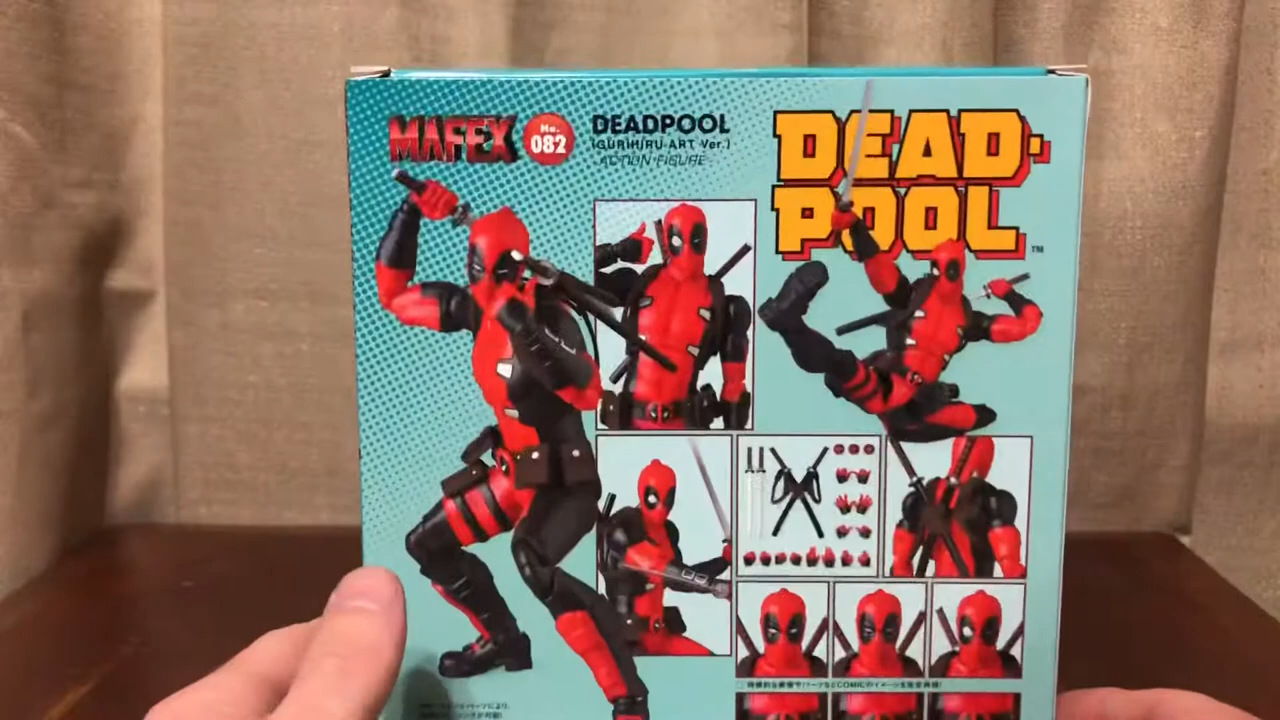 MAFEX
No.
082
DEADPOOL
(GURIHIRU ART Ver.)
ACTION FIGURE
DEAD·
POOL
TM